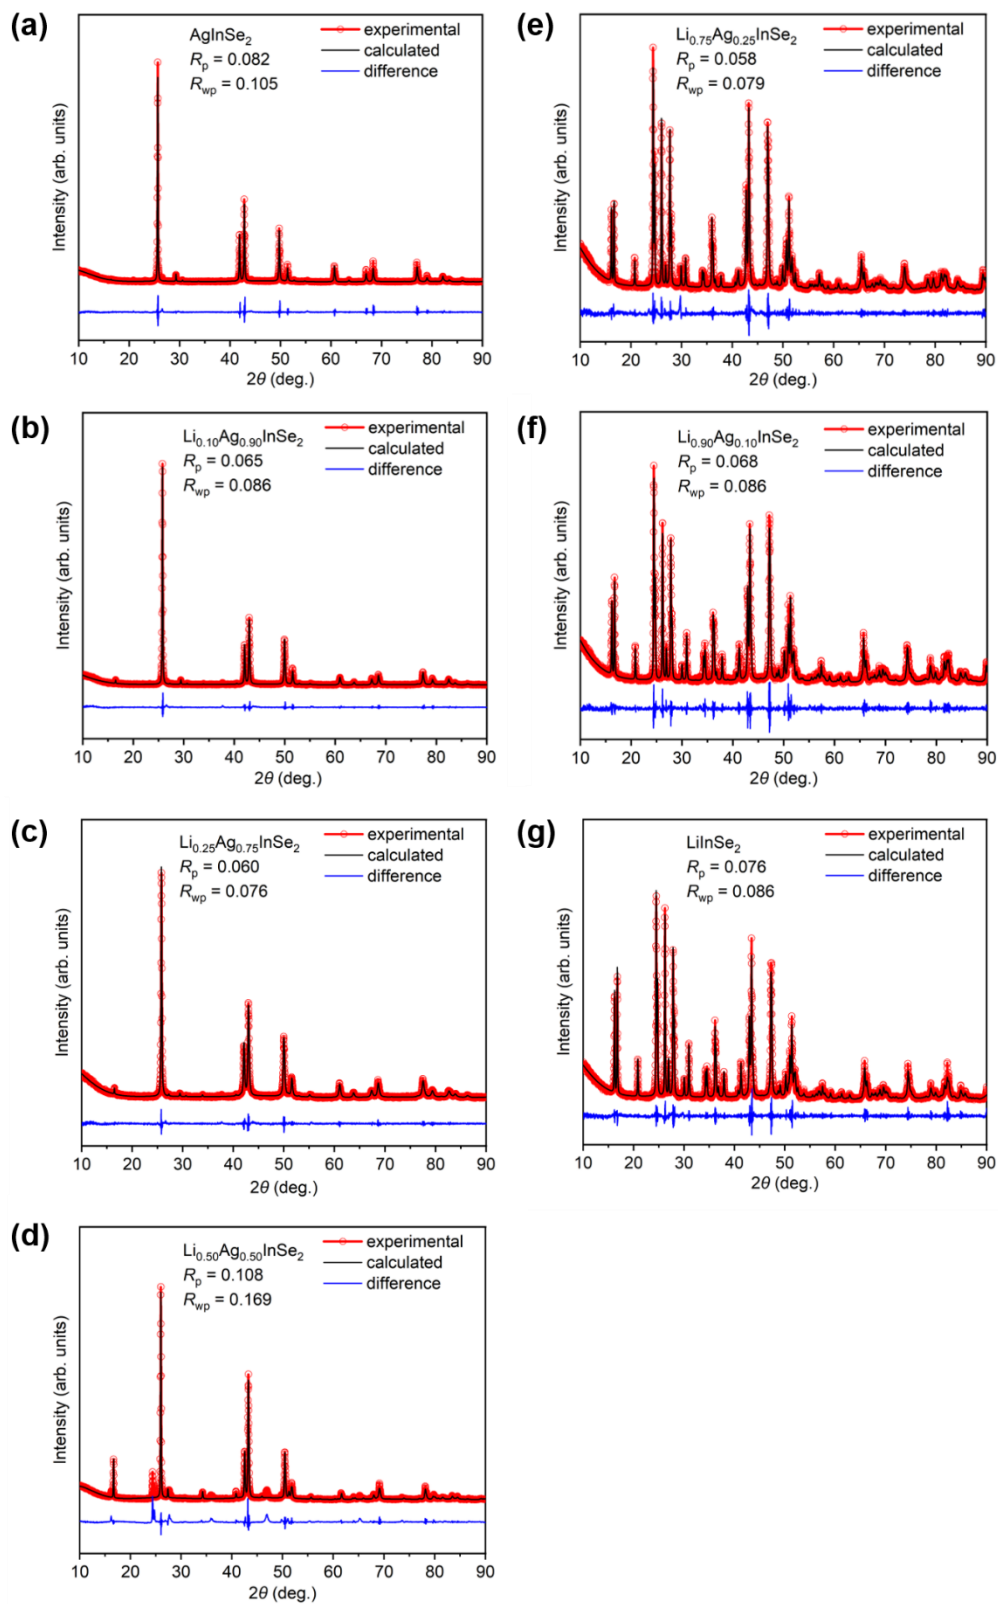 (a)
AgInSe2
Rp = 0.082
Rwp = 0.105
experimental
calculated
difference
Intensity (arb. units)
10 20 30 40 50 60 70 80 90
2θ (deg.)
(b)
Li0.10Ag0.90InSe2
Rp = 0.065
Rwp = 0.086
experimental
calculated
difference
Intensity (arb. units)
10 20 30 40 50 60 70 80 90
2θ (deg.)
(c)
Li0.25Ag0.75InSe2
Rp = 0.060
Rwp = 0.076
experimental
calculated
difference
Intensity (arb. units)
10 20 30 40 50 60 70 80 90
2θ (deg.)
(d)
Li0.50Ag0.50InSe2
Rp = 0.108
Rwp = 0.169
experimental
calculated
difference
Intensity (arb. units)
10 20 30 40 50 60 70 80 90
2θ (deg.)
(e)
Li0.75Ag0.25InSe2
Rp = 0.058
Rwp = 0.079
experimental
calculated
difference
Intensity (arb. units)
10 20 30 40 50 60 70 80 90
2θ (deg.)
(f)
Li0.90Ag0.10InSe2
Rp = 0.068
Rwp = 0.086
experimental
calculated
difference
Intensity (arb. units)
10 20 30 40 50 60 70 80 90
2θ (deg.)
(g)
LiInSe2
Rp = 0.076
Rwp = 0.086
experimental
calculated
difference
Intensity (arb. units)
10 20 30 40 50 60 70 80 90
2θ (deg.)